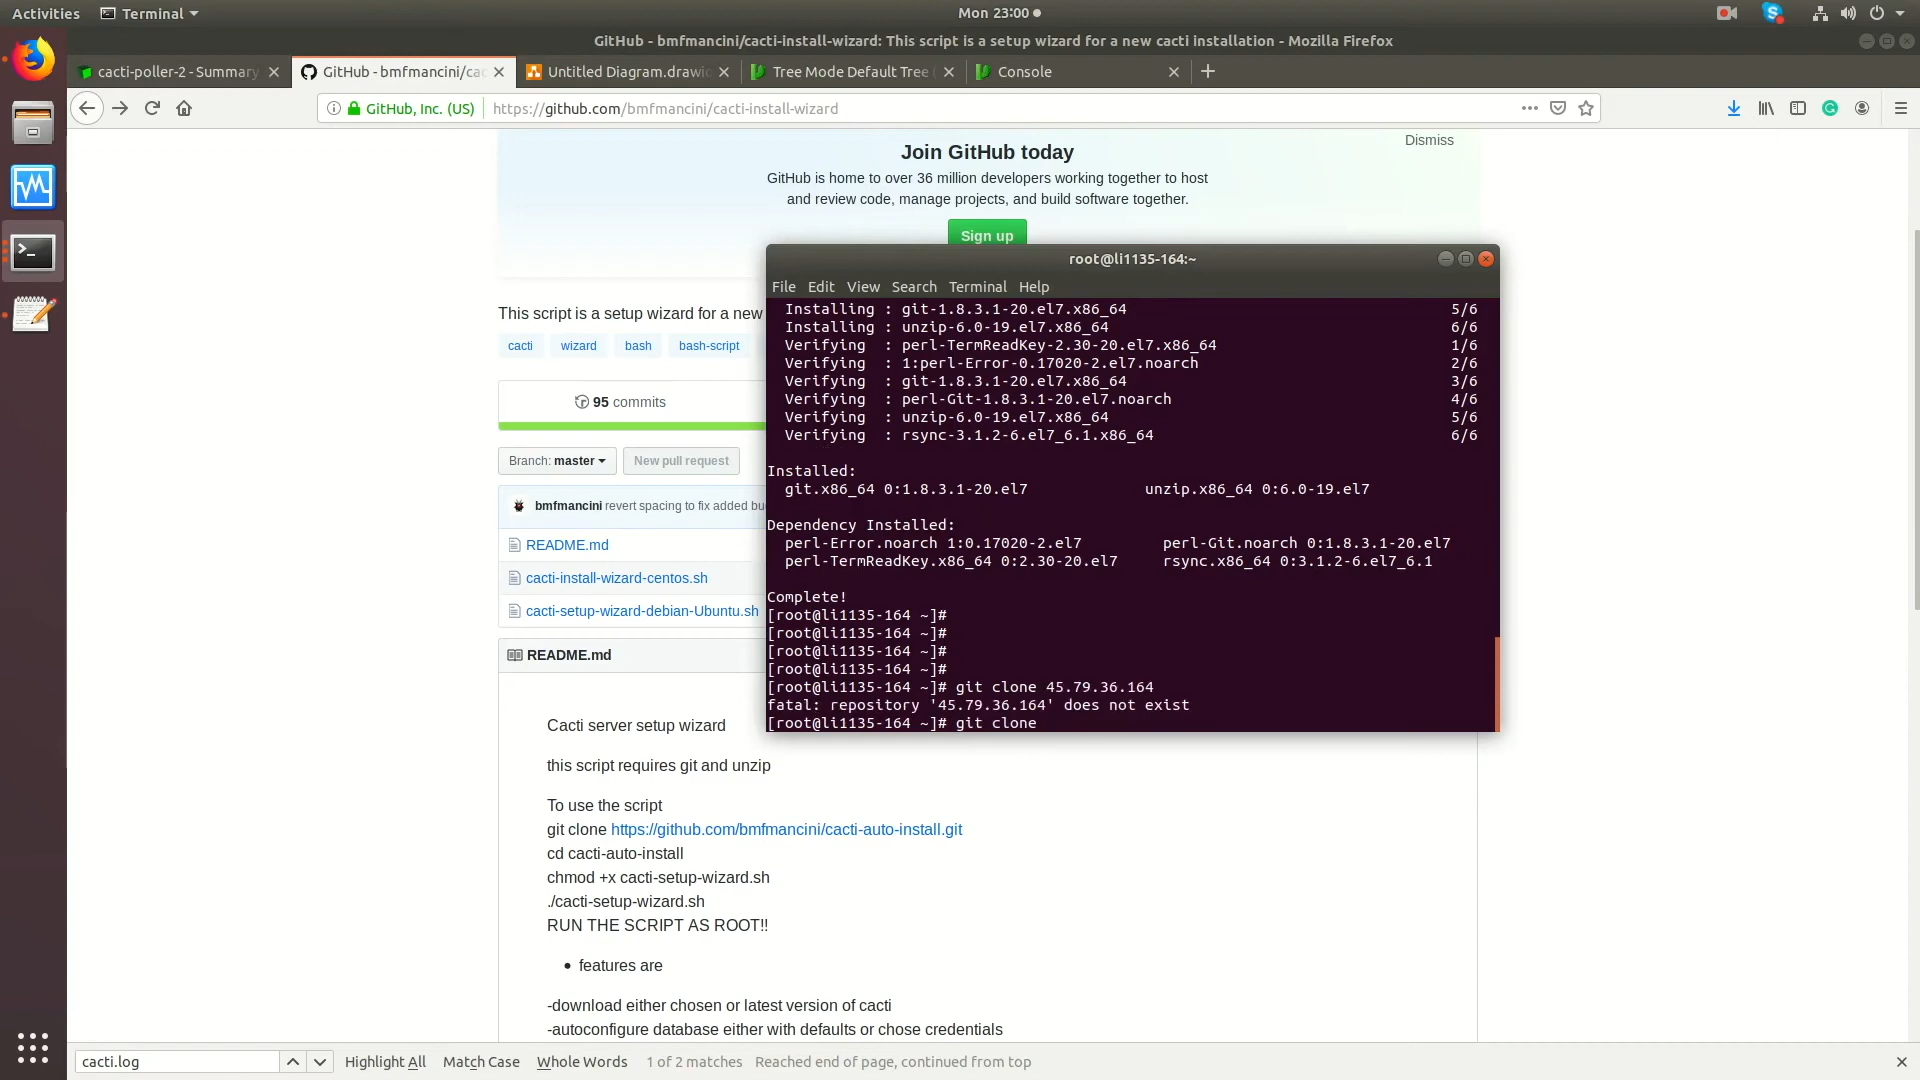 Activities Terminal Mon 23:00
GitHub - bmfmancini/cacti-install-wizard: This script is a setup wizard for a new cacti installation - Mozilla Firefox
cacti-poller-2 - Summary GitHub - bmfmancini/cac Untitled Diagram.drawio Tree Mode Default Tree Console
GitHub, Inc. (US) https://github.com/bmfmancini/cacti-install-wizard
Dismiss
Join GitHub today
GitHub is home to over 36 million developers working together to host
and review code, manage projects, and build software together.
Sign up
This script is a setup wizard for a new
cacti wizard bash bash-script
95 commits
Branch: master New pull request
bmfmancini revert spacing to fix added bu
README.md
cacti-install-wizard-centos.sh
cacti-setup-wizard-debian-Ubuntu.sh
README.md
Cacti server setup wizard
this script requires git and unzip
To use the script
git clone https://github.com/bmfmancini/cacti-auto-install.git
cd cacti-auto-install
chmod +x cacti-setup-wizard.sh
./cacti-setup-wizard.sh
RUN THE SCRIPT AS ROOT!!
• features are
-download either chosen or latest version of cacti
-autoconfigure database either with defaults or chose credentials
root@li1135-164:~
File Edit View Search Terminal Help
Installing : git-1.8.3.1-20.el7.x86_64 5/6
Installing : unzip-6.0-19.el7.x86_64 6/6
Verifying : perl-TermReadKey-2.30-20.el7.x86_64 1/6
Verifying : 1:perl-Error-0.17020-2.el7.noarch 2/6
Verifying : git-1.8.3.1-20.el7.x86_64 3/6
Verifying : perl-Git-1.8.3.1-20.el7.noarch 4/6
Verifying : unzip-6.0-19.el7.x86_64 5/6
Verifying : rsync-3.1.2-6.el7_6.1.x86_64 6/6
Installed:
git.x86_64 0:1.8.3.1-20.el7 unzip.x86_64 0:6.0-19.el7
Dependency Installed:
perl-Error.noarch 1:0.17020-2.el7 perl-Git.noarch 0:1.8.3.1-20.el7
perl-TermReadKey.x86_64 0:2.30-20.el7 rsync.x86_64 0:3.1.2-6.el7_6.1
Complete!
[root@li1135-164 ~]#
[root@li1135-164 ~]#
[root@li1135-164 ~]#
[root@li1135-164 ~]#
[root@li1135-164 ~]# git clone 45.79.36.164
fatal: repository '45.79.36.164' does not exist
[root@li1135-164 ~]# git clone
cacti.log Highlight All Match Case Whole Words 1 of 2 matches Reached end of page, continued from top